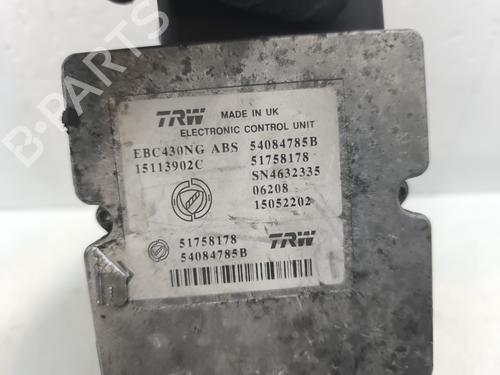 TRW MADE IN UK
ELECTRONIC CONTROL UNIT
EBC430NG ABS 54084785B
15113902C 51758178
SN4632335
06208
15052202
51758178 TRW
54084785B
B-PARTS